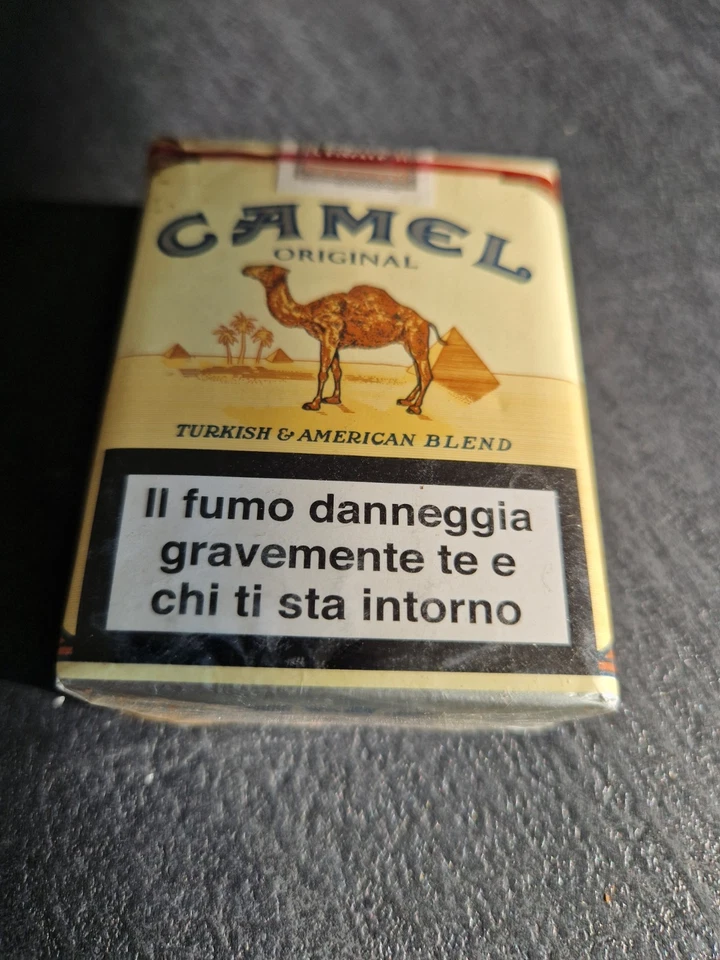 CAMEL
ORIGINAL
TURKISH & AMERICAN BLEND
Il fumo danneggia
gravemente te e
chi ti sta intorno